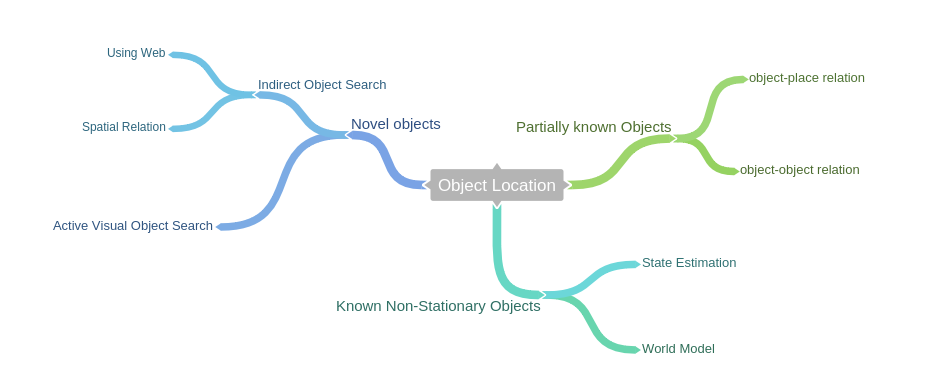 Using Web
Indirect Object Search
Spatial Relation
Novel objects
Active Visual Object Search
Object Location
Partially known Objects
object-place relation
object-object relation
Known Non-Stationary Objects
State Estimation
World Model